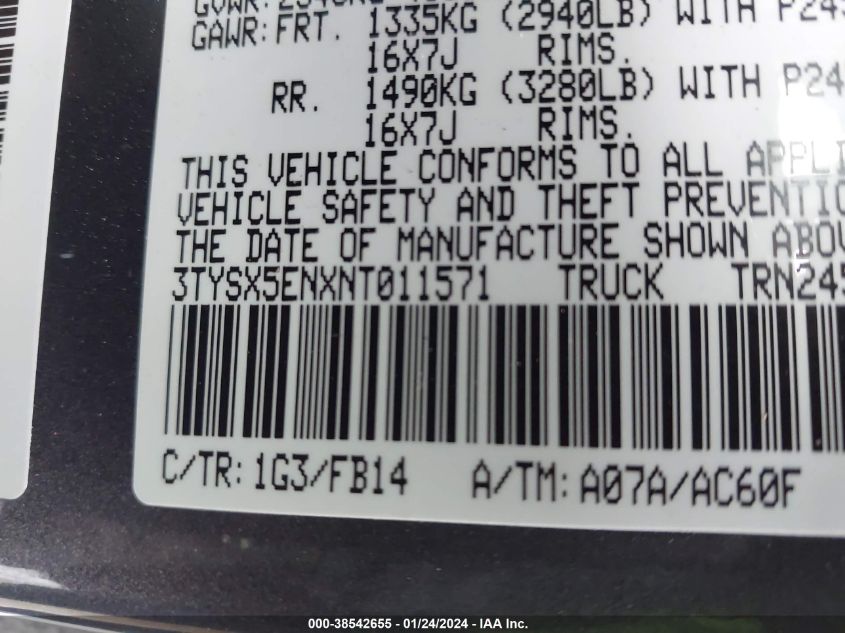 GAWR: FRT. 1335KG (2940LB) WITH
16X7J RIMS.
RR. 1490KG (3280LB) WITH
16X7J RIMS.
THIS VEHICLE CONFORMS TO ALL
VEHICLE SAFETY AND THEFT
THE DATE OF MANUFACTURE SHOWN
3TYSX5ENXNT011571 TRUCK TRN245
C/TR: 1G3/FB14 A/TM: A07A/AC60F
000-38542655 - 01/24/2024 - IAA Inc.